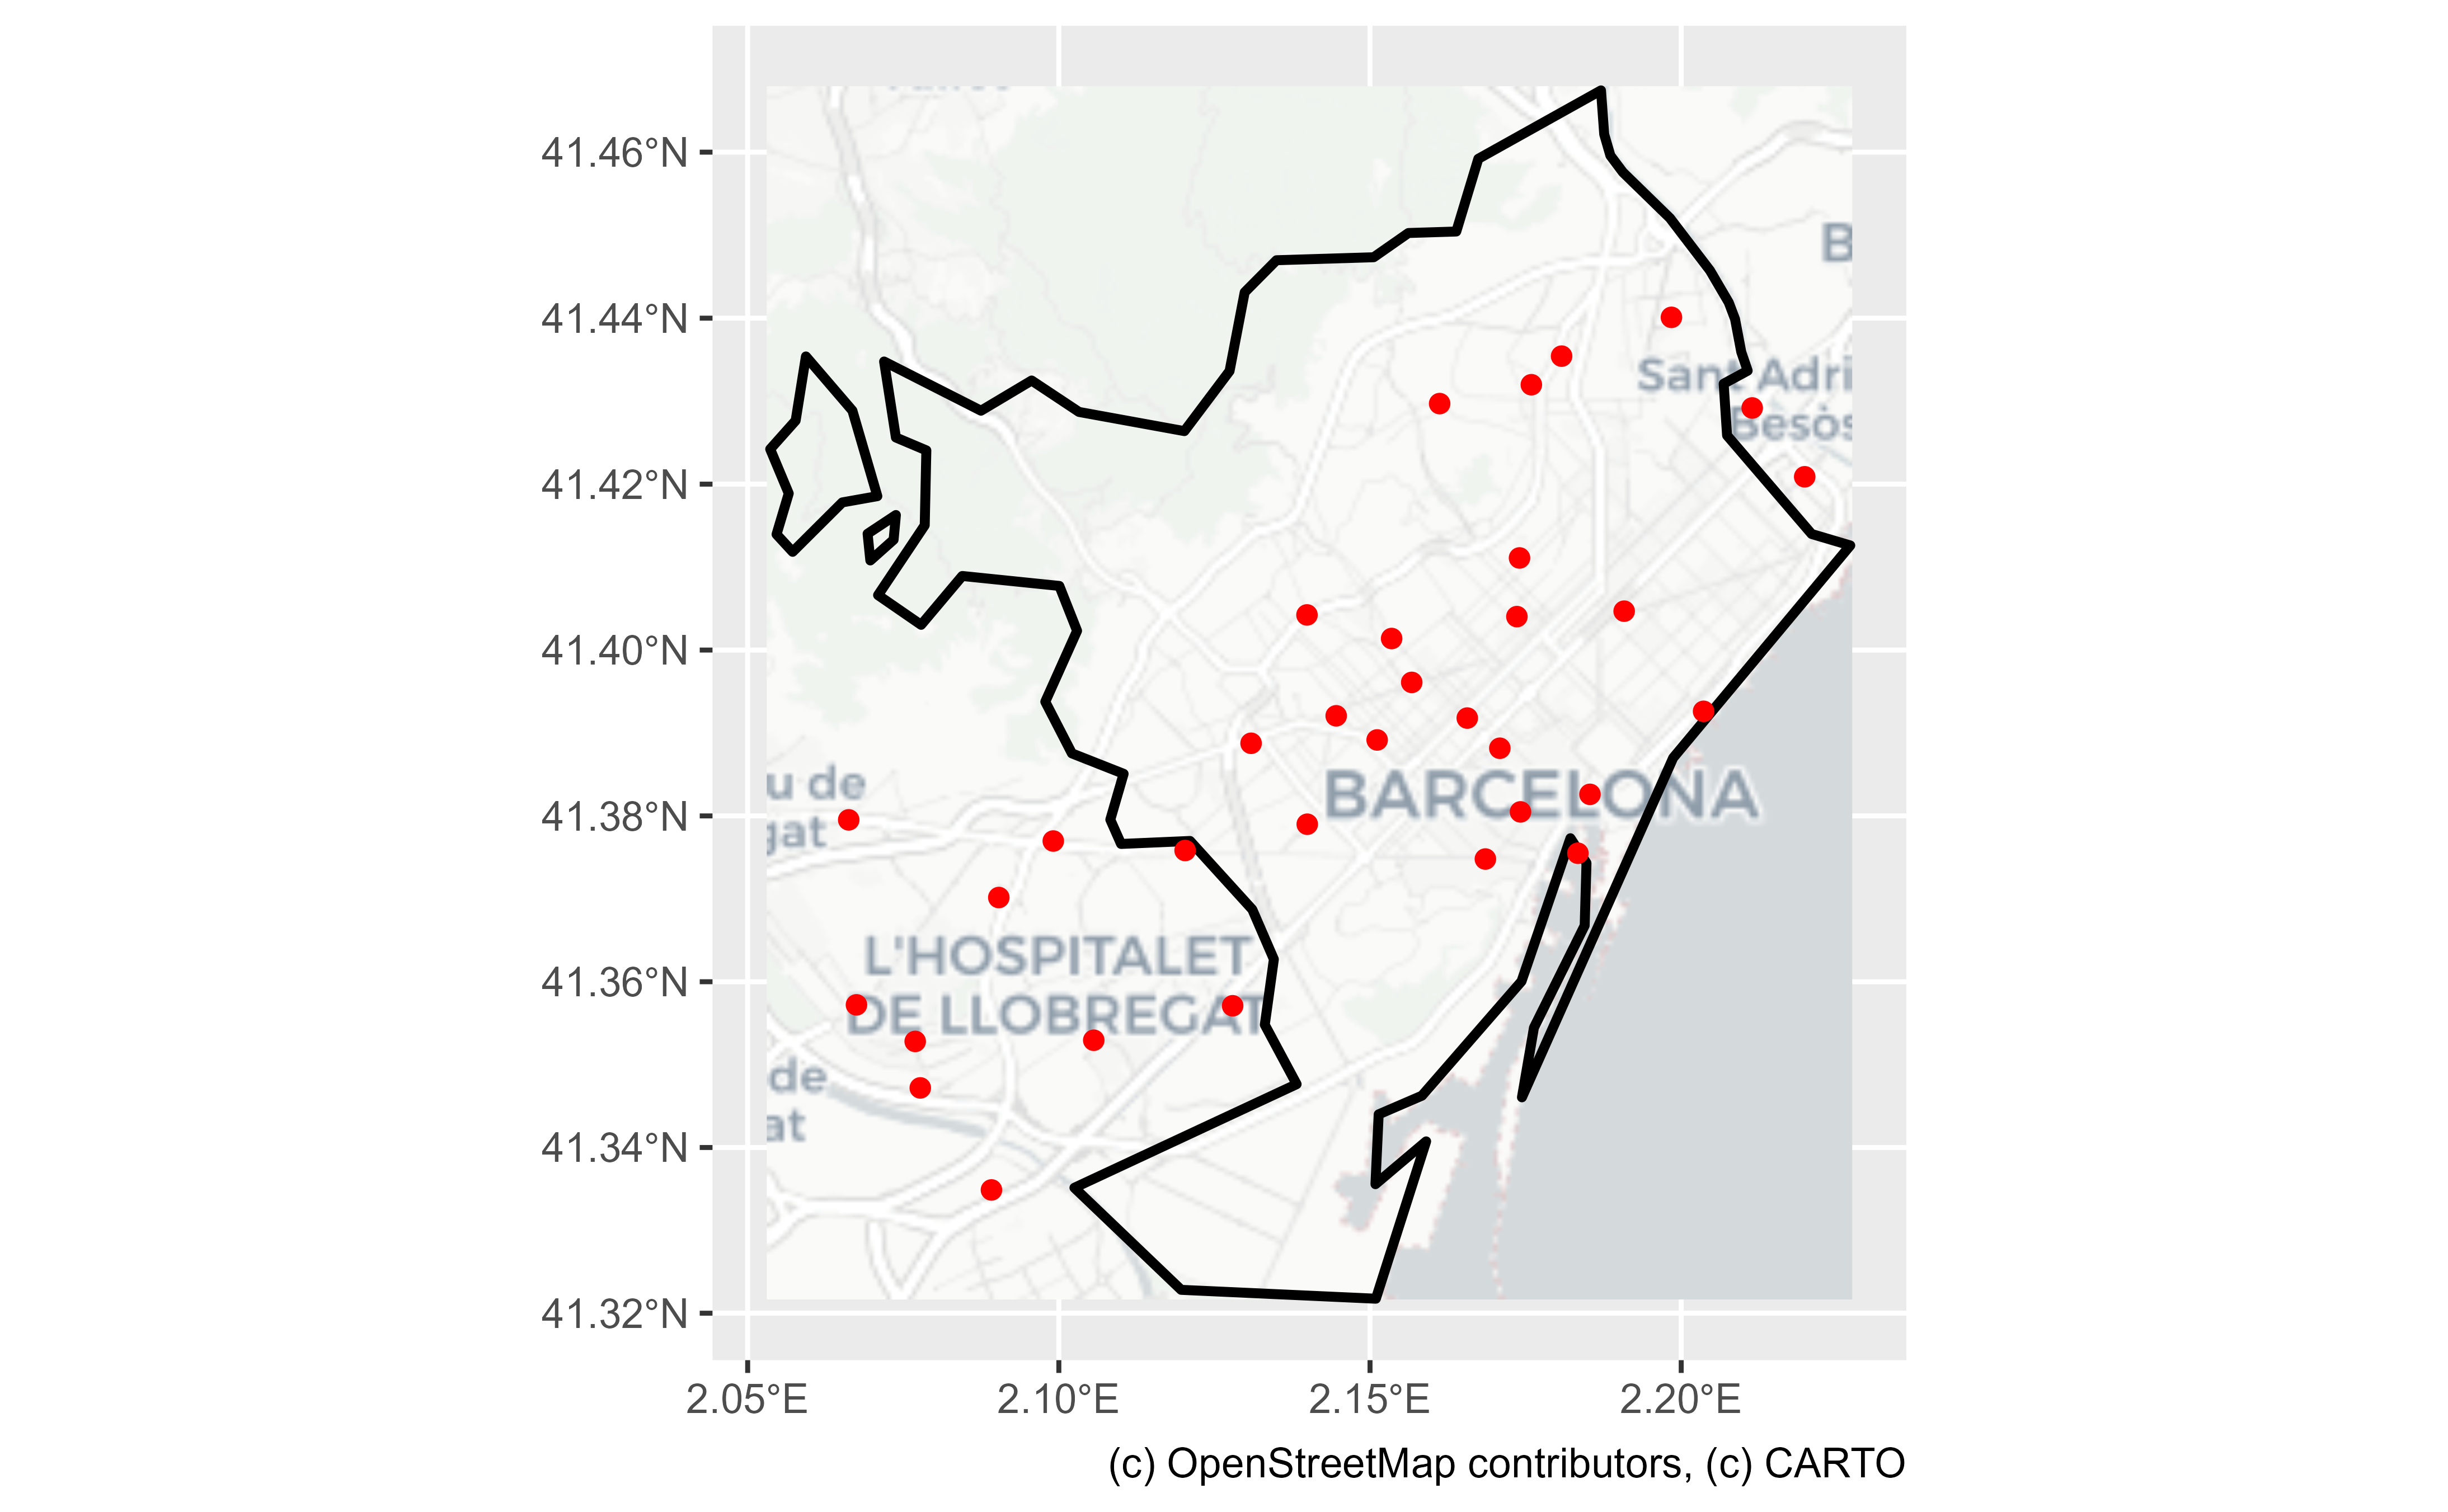 41.46°N
B
41.44°N
Sant Adri
Besòs
41.42°N
41.40°N
u de
gat
BARCELONA
41.38°N
L'HOSPITALET
DE LLOBREGAT
41.36°N
de
at
41.34°N
41.32°N
2.05°E 2.10°E 2.15°E 2.20°E
(c) OpenStreetMap contributors, (c) CARTO